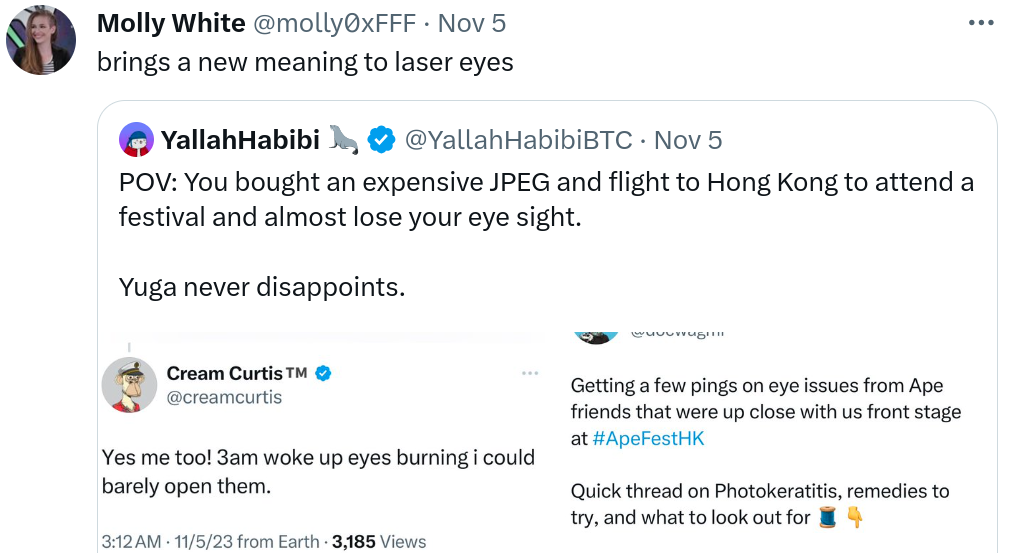 Molly White @molly0xFFF · Nov 5
brings a new meaning to laser eyes
YallahHabibi 🦭 @YallahHabibiBTC · Nov 5
POV: You bought an expensive JPEG and flight to Hong Kong to attend a
festival and almost lose your eye sight.
Yuga never disappoints.
Cream Curtis™
@creamcurtis
Yes me too! 3am woke up eyes burning i could
barely open them.
3:12 AM · 11/5/23 from Earth · 3,185 Views
@docwagmi
Getting a few pings on eye issues from Ape
friends that were up close with us front stage
at #ApeFestHK
Quick thread on Photokeratitis, remedies to
try, and what to look out for 🧵 👇